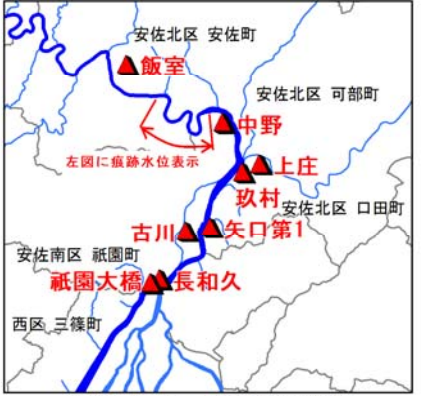 安佐北区 安佐町
飯室
安佐北区 可部町
中野
左図に痕跡水位表示
上庄
玖村
安佐北区 口田町
古川
矢口第1
安佐南区 祇園町
祇園大橋
長和久
西区 三篠町